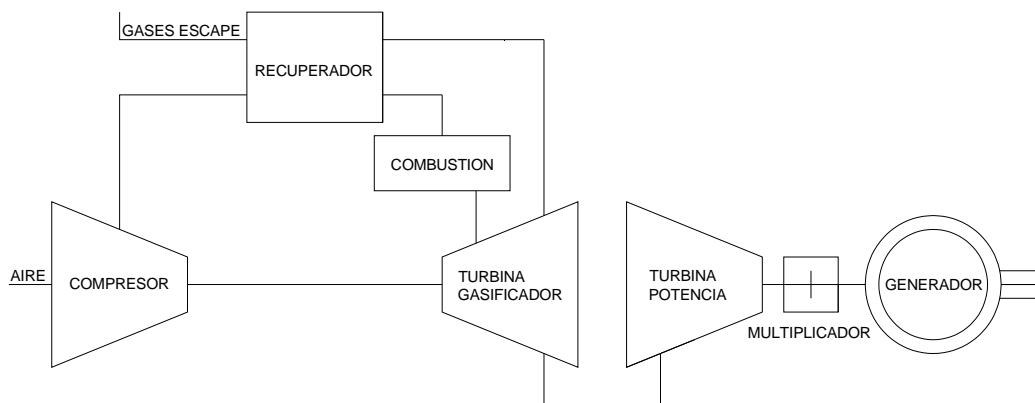 GASES ESCAPE
RECUPERADOR
COMBUSTION
AIRE
COMPRESOR
TURBINA
GASIFICADOR
TURBINA
POTENCIA
MULTIPLICADOR
GENERADOR